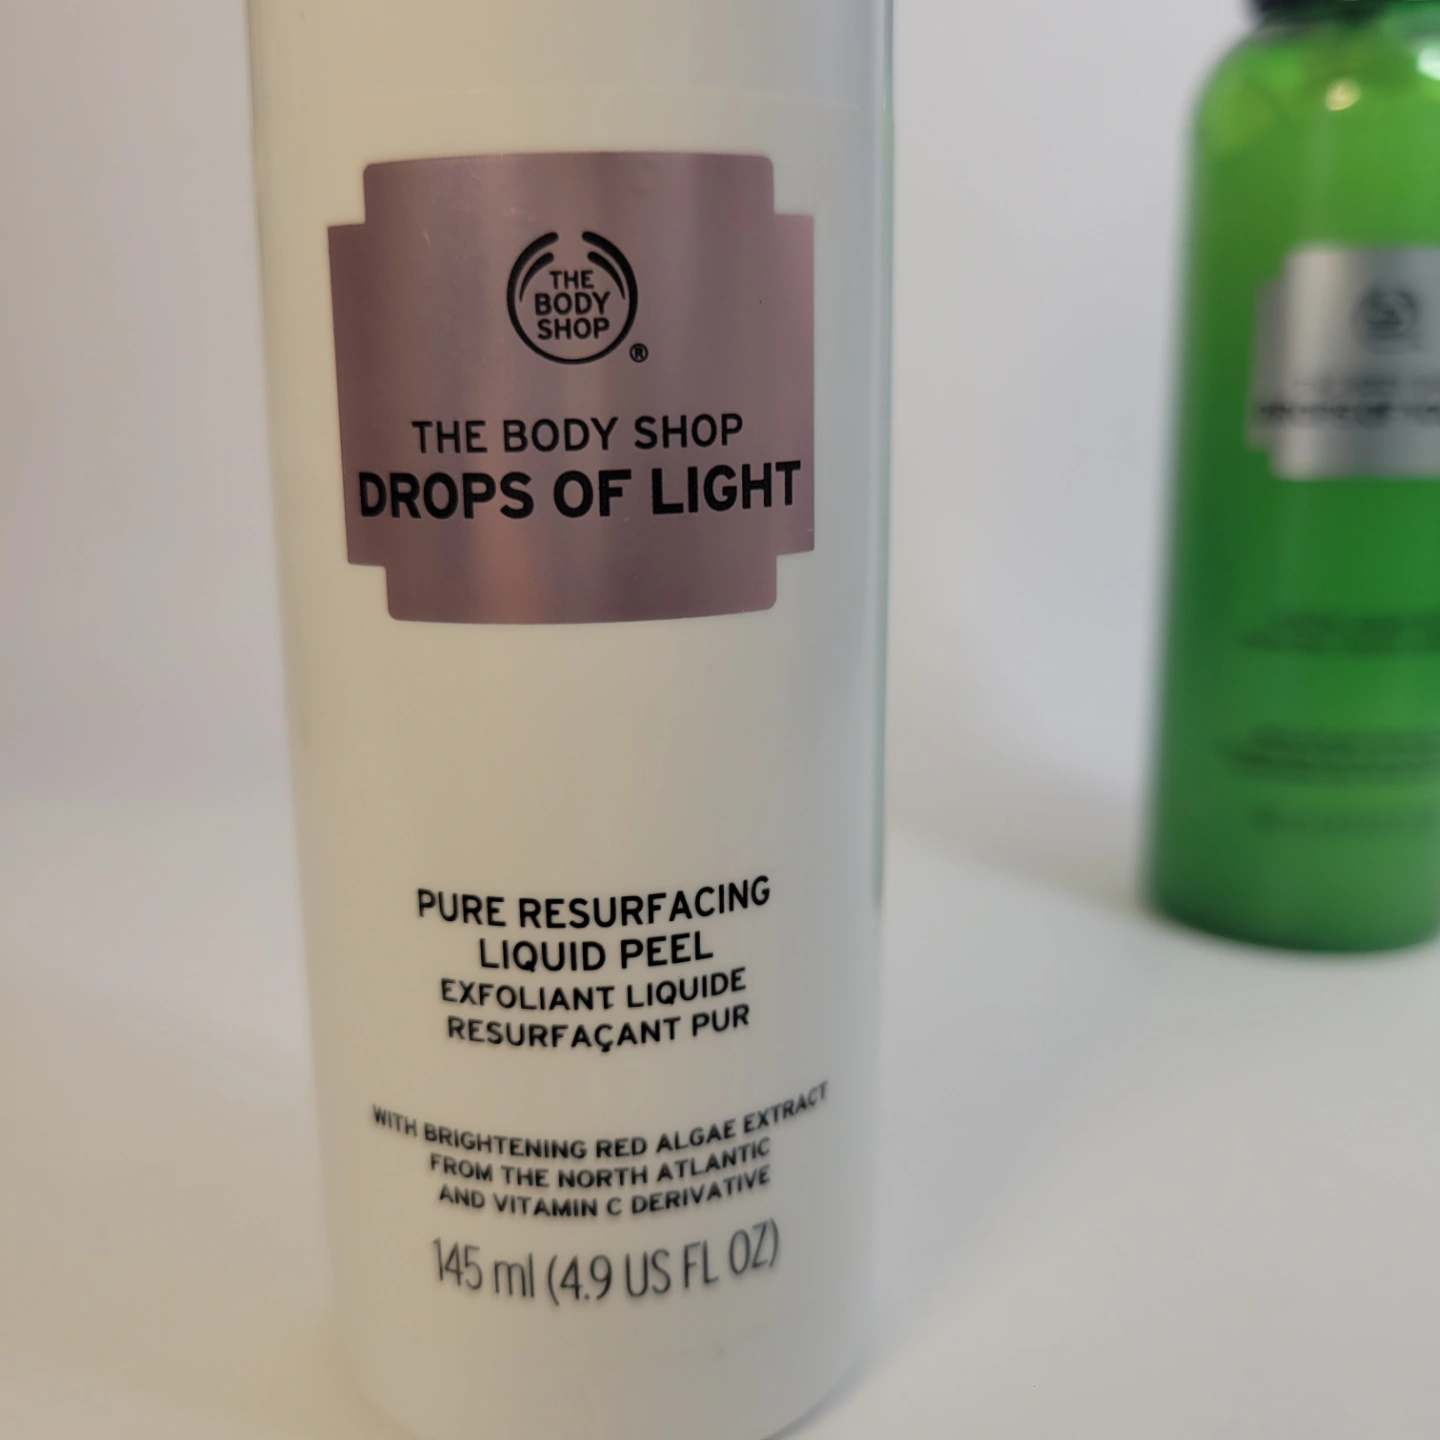 THE
BODY
SHOP
®
THE BODY SHOP
DROPS OF LIGHT
PURE RESURFACING
LIQUID PEEL
EXFOLIANT LIQUIDE
RESURFAÇANT PUR
WITH BRIGHTENING RED ALGAE EXTRACT
FROM THE NORTH ATLANTIC
AND VITAMIN C DERIVATIVE
145 ml (4.9 US FL OZ)